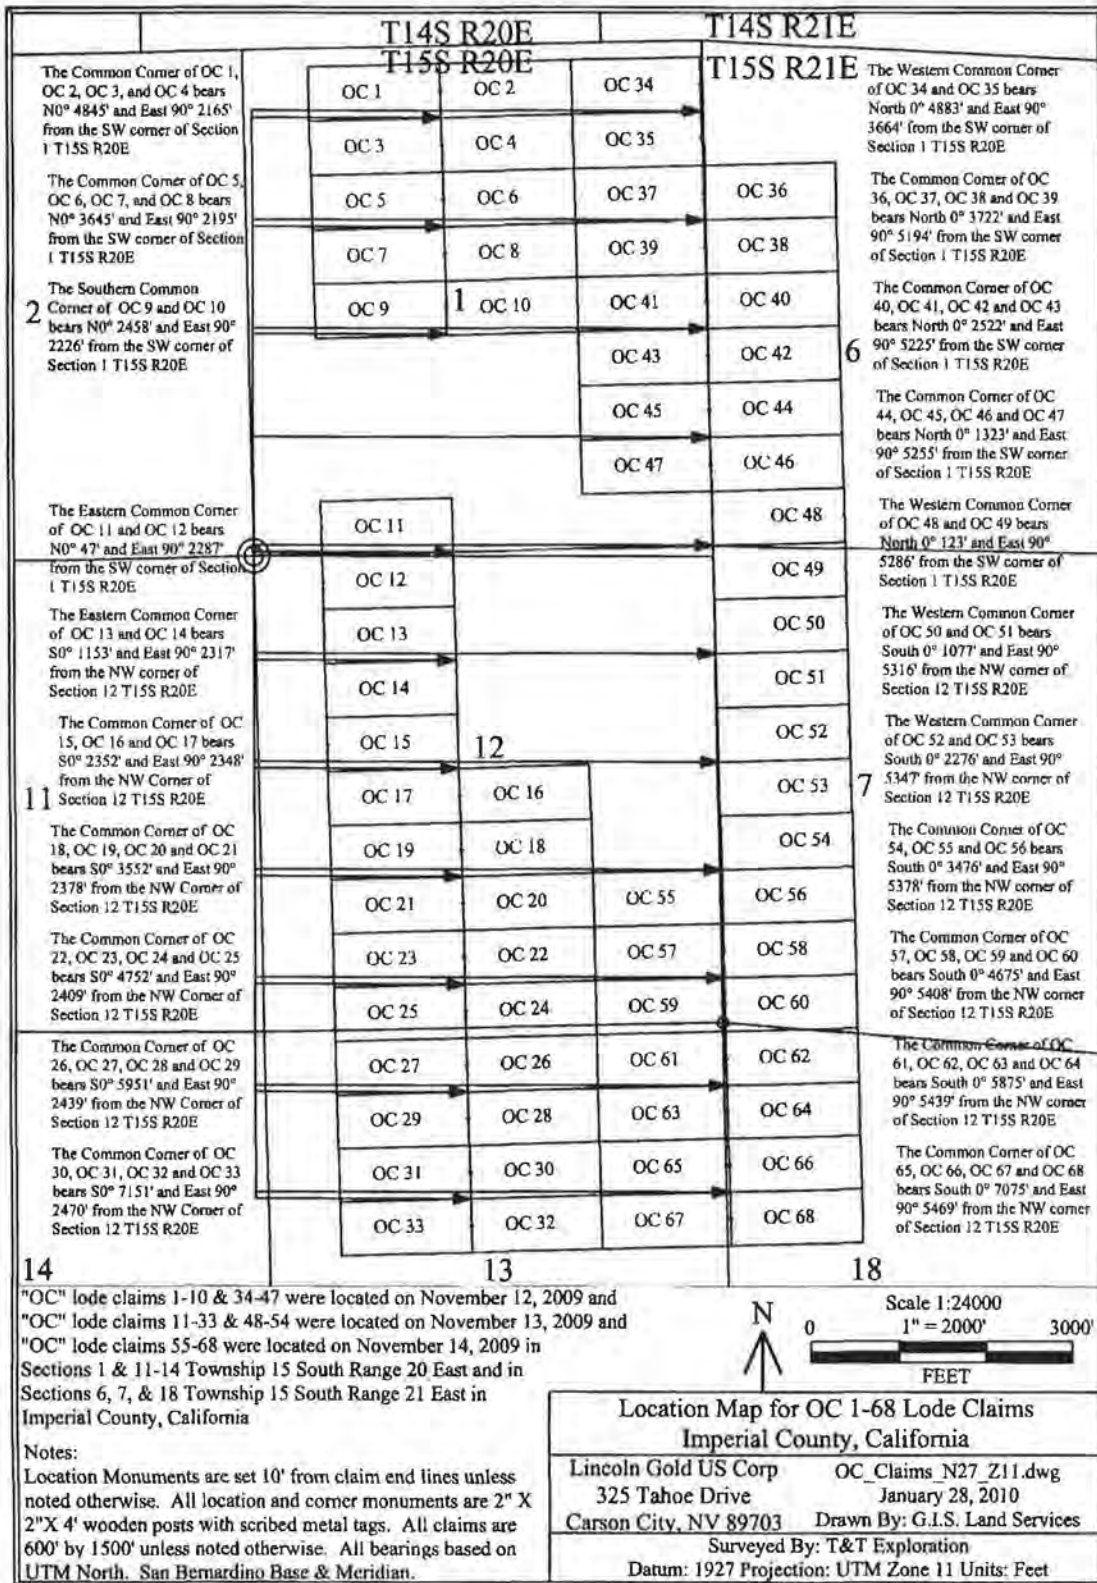 T14S R20E
T14S R21E
T15S R20E
T15S R21E
The Common Corner of OC 1,
OC 2, OC 3, and OC 4 bears
N0° 4845' and East 90° 2165'
from the SW corner of Section
1 T15S R20E
The Common Corner of OC 5,
OC 6, OC 7, and OC 8 bears
N0° 3645' and East 90° 2195'
from the SW corner of Section
1 T15S R20E
The Southern Common
Corner of OC 9 and OC 10
bears N0° 2458' and East 90°
2226' from the SW corner of
Section 1 T15S R20E
2
The Eastern Common Corner
of OC 11 and OC 12 bears
N0° 47' and East 90° 2287'
from the SW corner of Section
1 T15S R20E
The Eastern Common Corner
of OC 13 and OC 14 bears
S0° 1153' and East 90° 2317'
from the NW corner of
Section 12 T15S R20E
The Common Corner of OC
15, OC 16 and OC 17 bears
S0° 2352' and East 90° 2348'
from the NW Corner of
Section 12 T15S R20E
11
The Common Corner of OC
18, OC 19, OC 20 and OC 21
bears S0° 3552' and East 90°
2378' from the NW Corner of
Section 12 T15S R20E
The Common Corner of OC
22, OC 23, OC 24 and OC 25
bears S0° 4752' and East 90°
2409' from the NW Corner of
Section 12 T15S R20E
The Common Corner of OC
26, OC 27, OC 28 and OC 29
bears S0° 5951' and East 90°
2439' from the NW Corner of
Section 12 T15S R20E
The Common Corner of OC
30, OC 31, OC 32 and OC 33
bears S0° 7151' and East 90°
2470' from the NW Corner of
Section 12 T15S R20E
14
OC 1 OC 2 OC 34
OC 3 OC 4 OC 35
OC 5 OC 6 OC 37 OC 36
OC 7 OC 8 OC 39 OC 38
OC 9 1 OC 10 OC 41 OC 40
OC 43 OC 42
6
OC 45 OC 44
OC 47 OC 46
OC 11 OC 48
OC 12 OC 49
OC 13 OC 50
OC 14 OC 51
OC 15 12 OC 52
OC 17 OC 16 OC 53
7
OC 19 OC 18 OC 54
OC 21 OC 20 OC 55 OC 56
OC 23 OC 22 OC 57 OC 58
OC 25 OC 24 OC 59 OC 60
OC 27 OC 26 OC 61 OC 62
OC 29 OC 28 OC 63 OC 64
OC 31 OC 30 OC 65 OC 66
OC 33 OC 32 OC 67 OC 68
13
18
The Western Common Corner
of OC 34 and OC 35 bears
North 0° 4883' and East 90°
3664' from the SW corner of
Section 1 T15S R20E
The Common Corner of OC
36, OC 37, OC 38 and OC 39
bears North 0° 3722' and East
90° 5194' from the SW corner
of Section 1 T15S R20E
The Common Corner of OC
40, OC 41, OC 42 and OC 43
bears North 0° 2522' and East
90° 5225' from the SW corner
of Section 1 T15S R20E
The Common Corner of OC
44, OC 45, OC 46 and OC 47
bears North 0° 1323' and East
90° 5255' from the SW corner
of Section 1 T15S R20E
The Western Common Corner
of OC 48 and OC 49 bears
North 0° 123' and East 90°
5286' from the SW corner of
Section 1 T15S R20E
The Western Common Corner
of OC 50 and OC 51 bears
South 0° 1077' and East 90°
5316' from the NW corner of
Section 12 T15S R20E
The Western Common Corner
of OC 52 and OC 53 bears
South 0° 2276' and East 90°
5347' from the NW corner of
Section 12 T15S R20E
The Common Corner of OC
54, OC 55 and OC 56 bears
South 0° 3476' and East 90°
5378' from the NW corner of
Section 12 T15S R20E
The Common Corner of OC
57, OC 58, OC 59 and OC 60
bears South 0° 4675' and East
90° 5408' from the NW corner
of Section 12 T15S R20E
The Common Corner of OC
61, OC 62, OC 63 and OC 64
bears South 0° 5875' and East
90° 5439' from the NW corner
of Section 12 T15S R20E
The Common Corner of OC
65, OC 66, OC 67 and OC 68
bears South 0° 7075' and East
90° 5469' from the NW corner
of Section 12 T15S R20E
"OC" lode claims 1-10 & 34-47 were located on November 12, 2009 and
"OC" lode claims 11-33 & 48-54 were located on November 13, 2009 and
"OC" lode claims 55-68 were located on November 14, 2009 in
Sections 1 & 11-14 Township 15 South Range 20 East and in
Sections 6, 7, & 18 Township 15 South Range 21 East in
Imperial County, California
Notes:
Location Monuments are set 10' from claim end lines unless
noted otherwise. All location and corner monuments are 2" X
2"X 4' wooden posts with scribed metal tags. All claims are
600' by 1500' unless noted otherwise. All bearings based on
UTM North. San Bernardino Base & Meridian.
N
Scale 1:24000
0 1" = 2000' 3000'
FEET
Location Map for OC 1-68 Lode Claims
Imperial County, California
Lincoln Gold US Corp
325 Tahoe Drive
Carson City, NV 89703
OC_Claims_N27_Z11.dwg
January 28, 2010
Drawn By: G.I.S. Land Services
Surveyed By: T&T Exploration
Datum: 1927 Projection: UTM Zone 11 Units: Feet